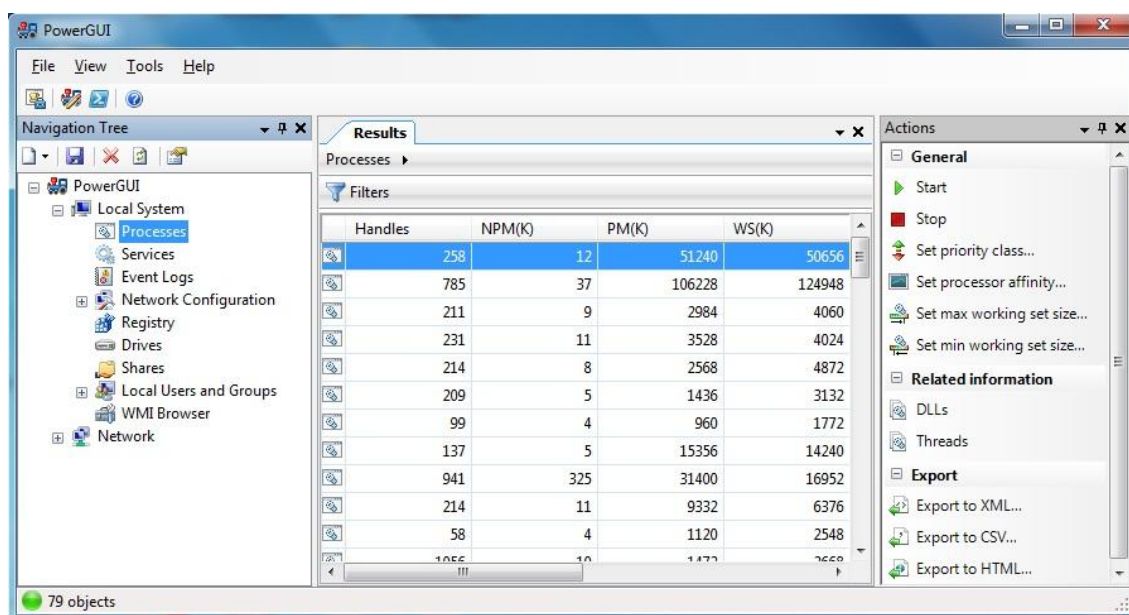 PowerGUI
File View Tools Help
Navigation Tree
PowerGUI
Local System
Processes
Services
Event Logs
Network Configuration
Registry
Drives
Shares
Local Users and Groups
WMI Browser
Network
Results
Processes
Filters
Handles NPM(K) PM(K) WS(K)
258 12 51240 50656
785 37 106228 124948
211 9 2984 4060
231 11 3528 4024
214 8 2568 4872
209 5 1436 3132
99 4 960 1772
137 5 15356 14240
941 325 31400 16952
214 11 9332 6376
58 4 1120 2548
Actions
General
Start
Stop
Set priority class...
Set processor affinity...
Set max working set size...
Set min working set size...
Related information
DLLs
Threads
Export
Export to XML...
Export to CSV...
Export to HTML...
79 objects